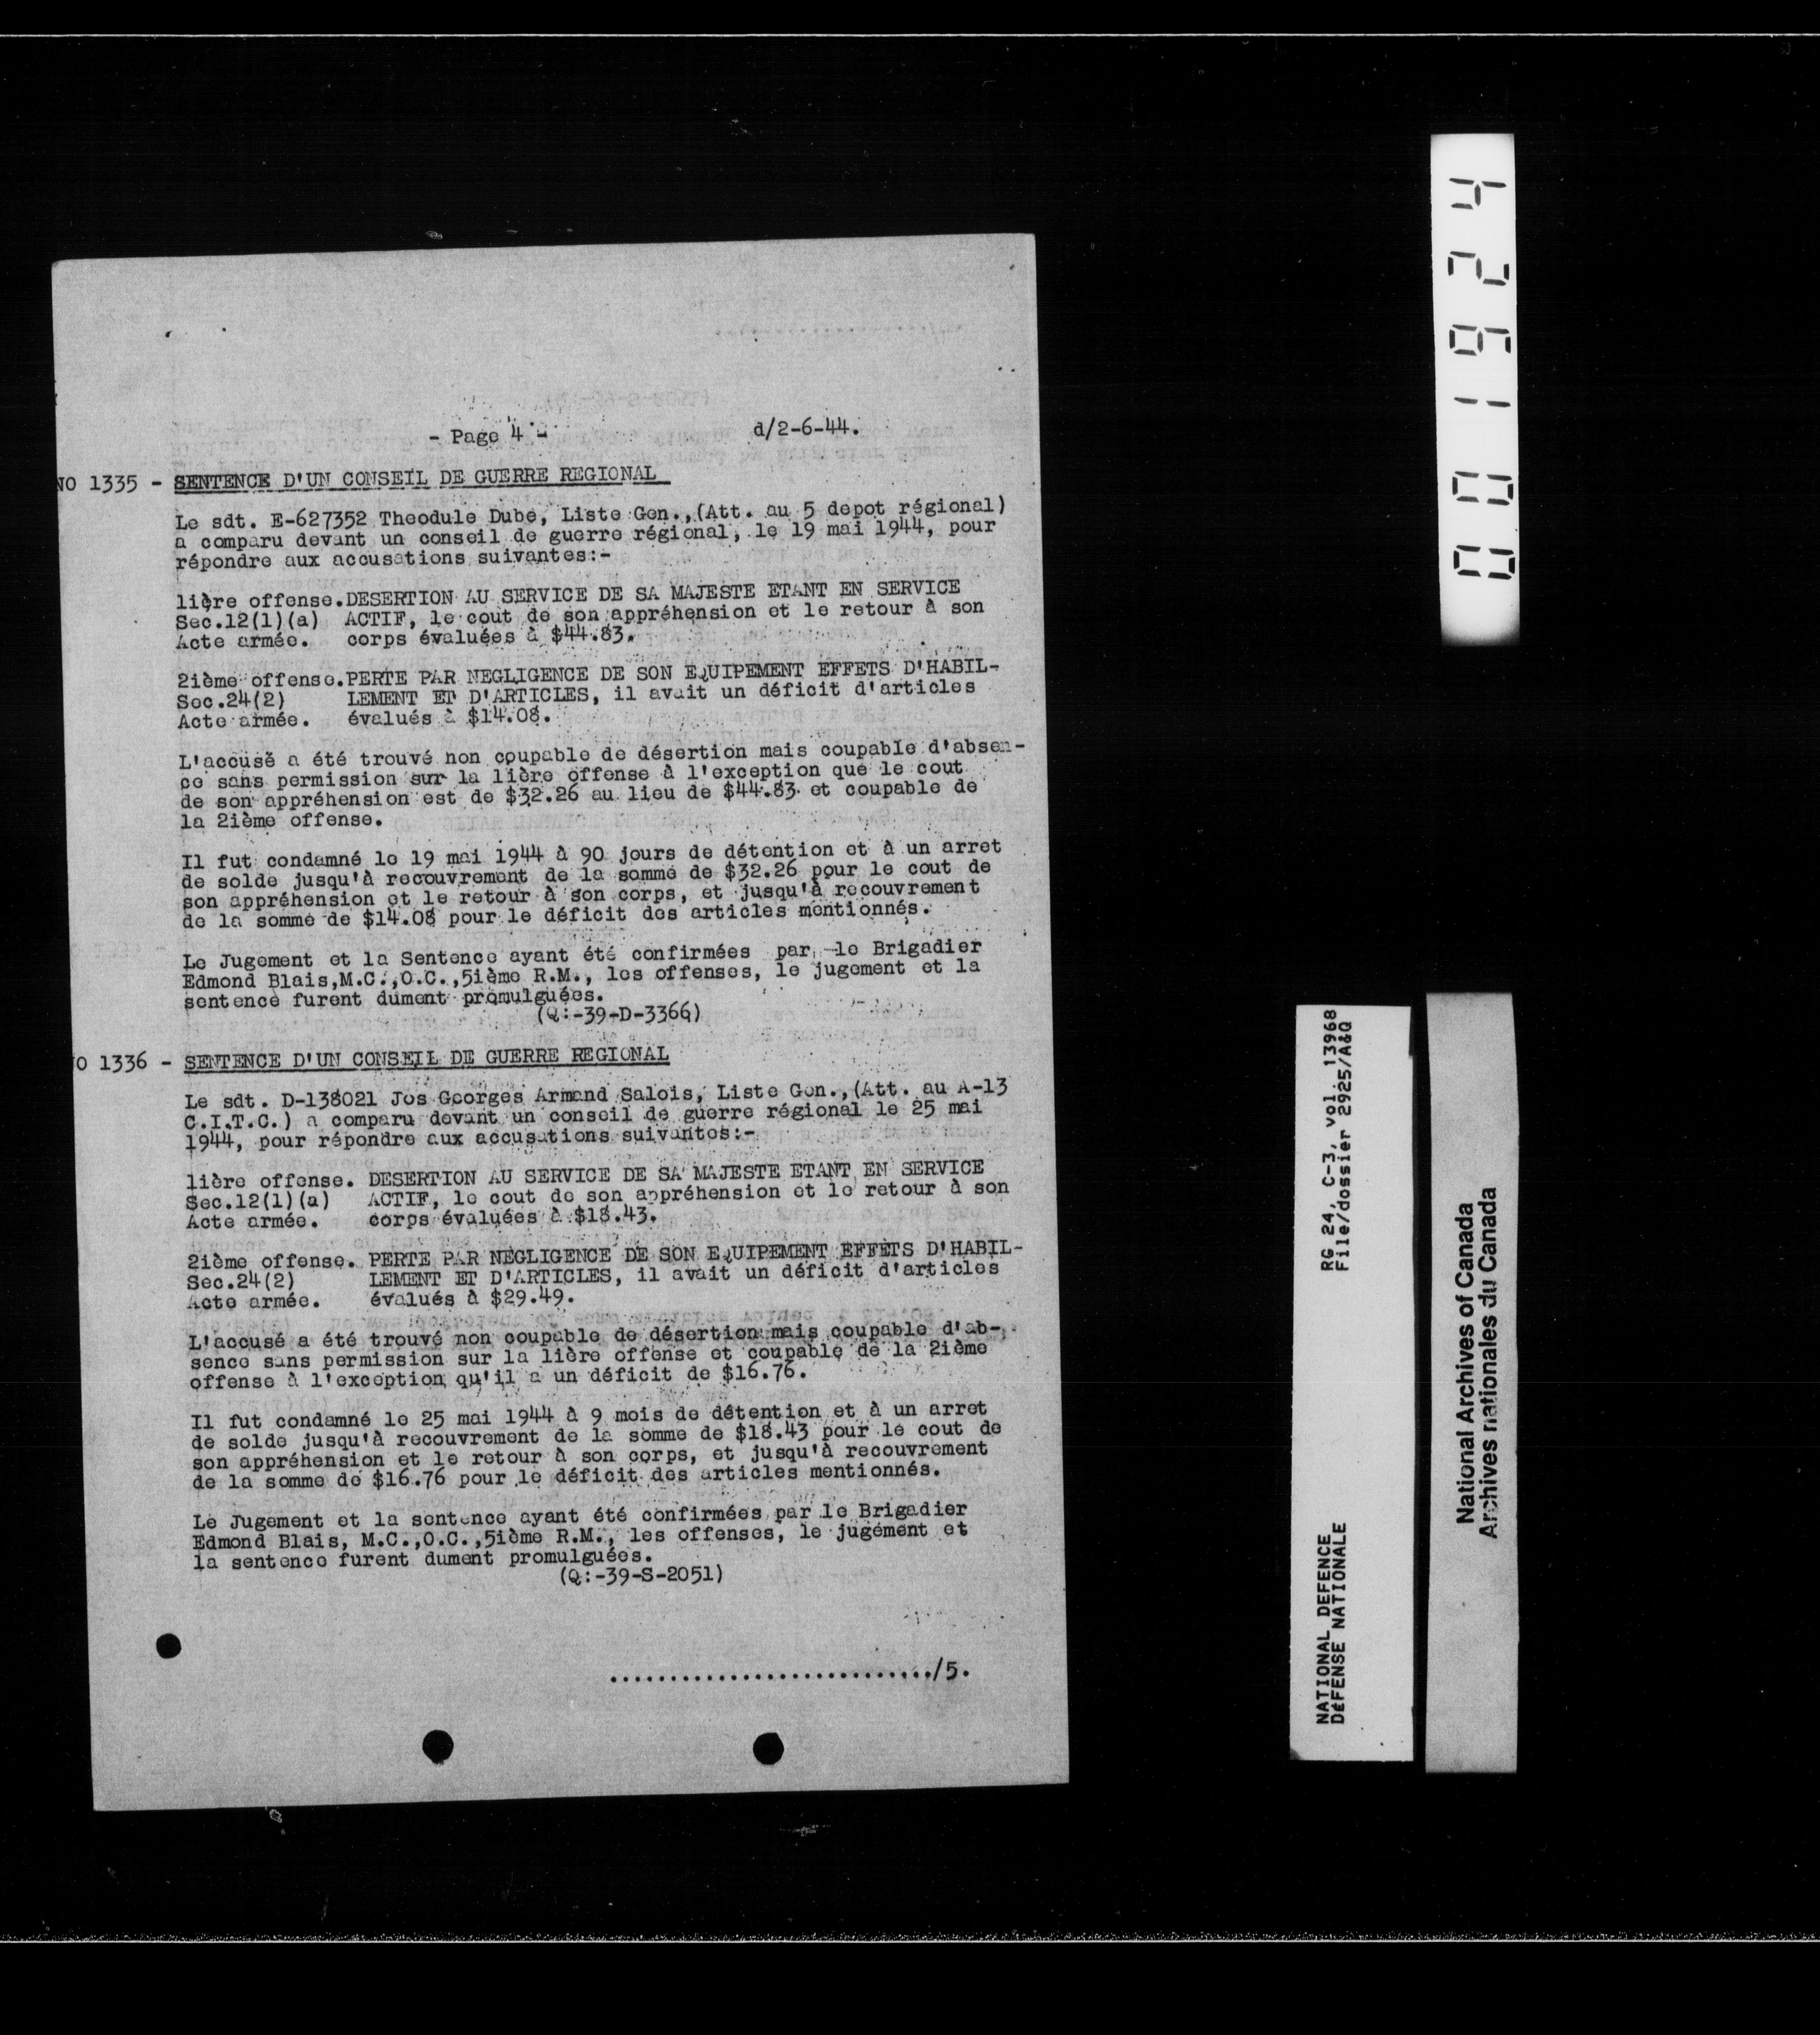 - Page 4 - d/2-6-44.
NO 1335 - SENTENCE D'UN CONSEIL DE GUERRE REGIONAL
Le sdt. E-627352 Theodule Dube, Liste Gen., (Att. au 5 depot régional)
a comparu devant un conseil de guerre régional, le 19 mai 1944, pour
répondre aux accusations suivantes:-
lière offense. DESERTION AU SERVICE DE SA MAJESTE ETANT EN SERVICE
Sec.12(1)(a) ACTIF, le cout de son appréhension et le retour à son
Acte armée. corps évaluées à $44.83.
2ième offense. PERTE PAR NEGLIGENCE DE SON EQUIPEMENT EFFETS D'HABIL-
Sec.24(2) LEMENT ET D'ARTICLES, il avait un déficit d'articles
Acte armée. évalués à $14.08.
L'accusé a été trouvé non coupable de désertion mais coupable d'absen-
ce sans permission sur la lière offense à l'exception que le cout
de son appréhension est de $32.26 au lieu de $44.83 et coupable de
la 2ième offense.
Il fut condamné le 19 mai 1944 à 90 jours de détention et à un arret
de solde jusqu'à recouvrement de la somme de $32.26 pour le cout de
son appréhension et le retour à son corps, et jusqu'à recouvrement
de la somme de $14.08 pour le déficit des articles mentionnés.
Le Jugement et la Sentence ayant été confirmées par le Brigadier
Edmond Blais,M.C.,O.C.,5ième R.M., les offenses, le jugement et la
sentence furent dument promulguées.
(Q:-39-D-3366)
O 1336 - SENTENCE D'UN CONSEIL DE GUERRE REGIONAL
Le sdt. D-138021 Jos Georges Armand Salois, Liste Gen., (Att. au A-13
C.I.T.C.) a comparu devant un conseil de guerre régional le 25 mai
1944, pour répondre aux accusations suivantes:-
lière offense. DESERTION AU SERVICE DE SA MAJESTE ETANT EN SERVICE
Sec.12(1)(a) ACTIF, le cout de son appréhension et le retour à son
Acte armée. corps évaluées à $18.43.
2ième offense. PERTE PAR NEGLIGENCE DE SON EQUIPEMENT EFFETS D'HABIL-
Sec.24(2) LEMENT ET D'ARTICLES, il avait un déficit d'articles
Acte armée. évalués à $29.49.
L'accusé a été trouvé non coupable de désertion mais coupable d'ab-
sence sans permission sur la lière offense et coupable de la 2ième
offense à l'exception qu'il a un déficit de $16.76.
Il fut condamné le 25 mai 1944 à 9 mois de détention et à un arret
de solde jusqu'à recouvrement de la somme de $18.43 pour le cout de
son appréhension et le retour à son corps, et jusqu'à recouvrement
de la somme de $16.76 pour le déficit des articles mentionnés.
Le Jugement et la sentence ayant été confirmées par le Brigadier
Edmond Blais, M.C.,O.C.,5ième R.M., les offenses, le jugement et
la sentence furent dument promulguées.
(Q:-39-S-2051)
........................../5.
001924
NATIONAL DEFENCE RG 24, C-3, vol. 13968
DÉFENSE NATIONALE File/dossier 2925/A&Q
National Archives of Canada
Archives nationales du Canada